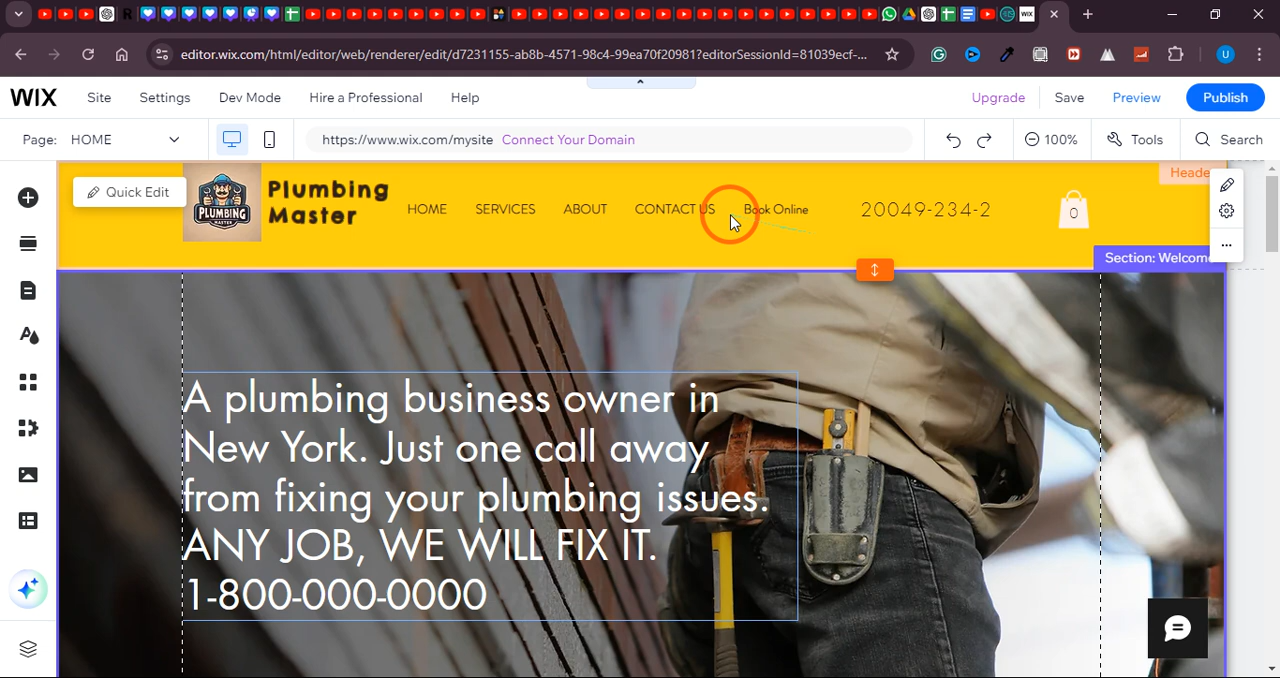 editor.wix.com/html/editor/web/renderer/edit/d7231155-ab8b-4571-98c4-99ea70f20981?editorSessionId=81039ecf-...
WIX Site Settings Dev Mode Hire a Professional Help Upgrade Save Preview Publish
Page: HOME https://www.wix.com/mysite Connect Your Domain 100% Tools Search
Quick Edit
Heade
PLUMBING
MASTER
Plumbing
Master
HOME SERVICES ABOUT CONTACT US Book Online 20049-234-2 0
Section: Welcome
A plumbing business owner in
New York. Just one call away
from fixing your plumbing issues.
ANY JOB, WE WILL FIX IT.
1-800-000-0000